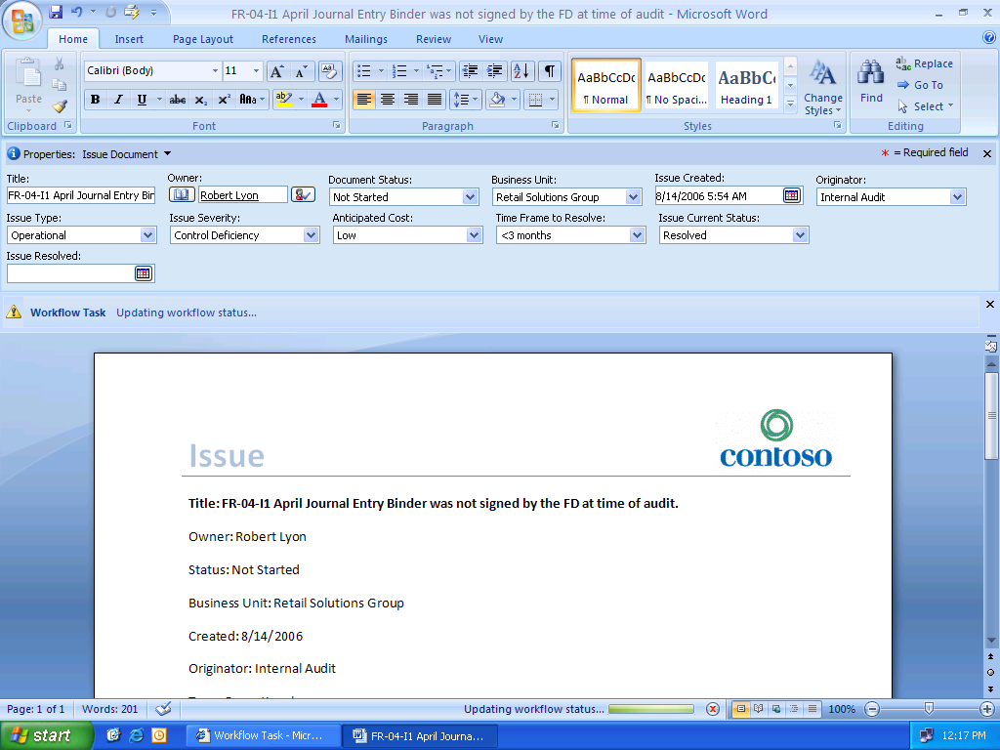 FR-04-I1 April Journal Entry Binder was not signed by the FD at time of audit - Microsoft Word
Home Insert Page Layout References Mailings Review View
Paste
Clipboard
Calibri (Body) 11
B I U abc x₂ x² Aa ab A
Font
Paragraph
AaBbCcDc AaBbCcDc AaBbC
¶ Normal ¶ No Spaci... Heading 1
Change Styles
Styles
Find
Replace
Go To
Select
Editing
Properties: Issue Document * = Required field
Title: Owner: Document Status: Business Unit: Issue Created: Originator:
FR-04-I1 April Journal Entry Bin Robert Lyon Not Started Retail Solutions Group 8/14/2006 5:54 AM Internal Audit
Issue Type: Issue Severity: Anticipated Cost: Time Frame to Resolve: Issue Current Status:
Operational Control Deficiency Low <3 months Resolved
Issue Resolved:
Workflow Task Updating workflow status...
Issue
contoso
Title: FR-04-I1 April Journal Entry Binder was not signed by the FD at time of audit.
Owner: Robert Lyon
Status: Not Started
Business Unit: Retail Solutions Group
Created: 8/14/2006
Originator: Internal Audit
Page: 1 of 1 Words: 201 Updating workflow status... 100%
start Workflow Task - Micr... FR-04-I1 April Journa... 12:17 PM